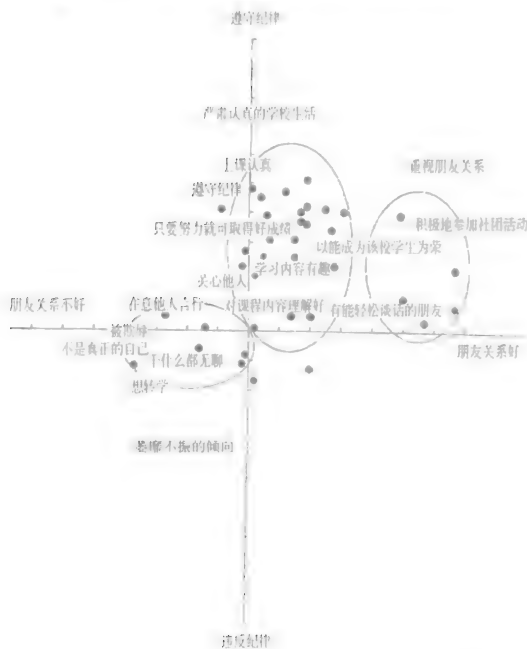 遵守纪律
严肃认真的学校生活
上课认真
重视朋友关系
遵守纪律
积极地参加社团活动
只要努力就可取得好成绩
以能成为该校学生为荣
学习内容有趣
关心他人
朋友关系不好
在意他人言行
对课程内容理解好
有能轻松谈话的朋友
不是真正的自己
朋友关系好
干什么都无聊
想转学
萎靡不振的倾向
违反纪律